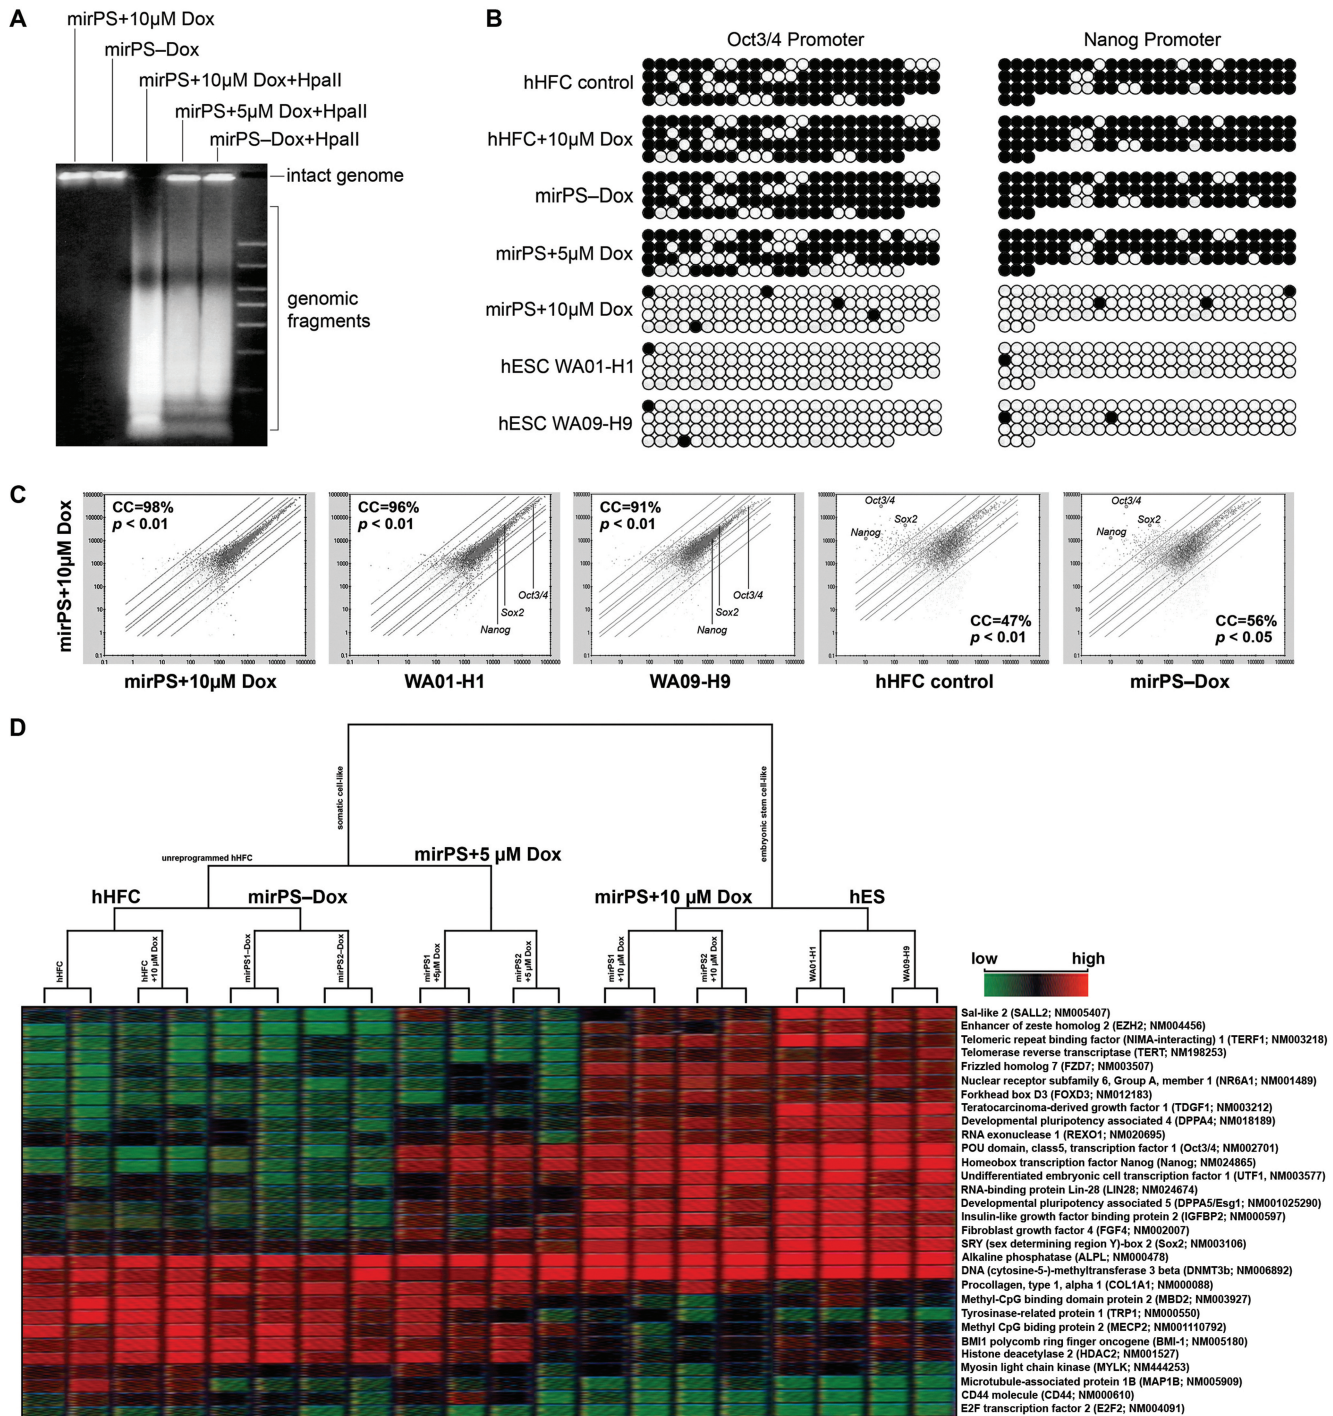 A
mirPS+10µM Dox
mirPS–Dox
mirPS+10µM Dox+HpaII
mirPS+5µM Dox+HpaII
mirPS–Dox+HpaII
intact genome
genomic
fragments
B
Oct3/4 Promoter
Nanog Promoter
hHFC control
hHFC+10µM Dox
mirPS–Dox
mirPS+5µM Dox
mirPS+10µM Dox
hESC WA01-H1
hESC WA09-H9
C
mirPS+10µM Dox
CC=98%
p < 0.01
mirPS+10µM Dox
CC=96%
p < 0.01
Oct3/4
Sox2
Nanog
WA01-H1
CC=91%
p < 0.01
Oct3/4
Sox2
Nanog
WA09-H9
Oct3/4
Sox2
Nanog
CC=47%
p < 0.01
hHFC control
Oct3/4
Sox2
Nanog
CC=56%
p < 0.05
mirPS–Dox
D
somatic cell-like
embryonic stem cell-like
unreprogrammed hHFC
mirPS+5 µM Dox
hHFC
mirPS–Dox
mirPS+10 µM Dox
hES
hHFC
hHFC
+10 µM Dox
mirPS1–Dox
mirPS2–Dox
mirPS1
+5µM Dox
mirPS2
+5 µM Dox
mirPS1
+10 µM Dox
mirPS2
+10 µM Dox
WA01-H1
WA09-H9
low high
Sal-like 2 (SALL2; NM005407)
Enhancer of zeste homolog 2 (EZH2; NM004456)
Telomeric repeat binding factor (NIMA-interacting) 1 (TERF1; NM003218)
Telomerase reverse transcriptase (TERT; NM198253)
Frizzled homolog 7 (FZD7; NM003507)
Nuclear receptor subfamily 6, Group A, member 1 (NR6A1; NM001489)
Forkhead box D3 (FOXD3; NM012183)
Teratocarcinoma-derived growth factor 1 (TDGF1; NM003212)
Developmental pluripotency associated 4 (DPPA4; NM018189)
RNA exonuclease 1 (REXO1; NM020695)
POU domain, class5, transcription factor 1 (Oct3/4; NM002701)
Homeobox transcription factor Nanog (Nanog; NM024865)
Undifferentiated embryonic cell transcription factor 1 (UTF1, NM003577)
RNA-binding protein Lin-28 (LIN28; NM024674)
Developmental pluripotency associated 5 (DPPA5/Esg1; NM001025290)
Insulin-like growth factor binding protein 2 (IGFBP2; NM000597)
Fibroblast growth factor 4 (FGF4; NM002007)
SRY (sex determining region Y)-box 2 (Sox2; NM003106)
Alkaline phosphatase (ALPL; NM000478)
DNA (cytosine-5-)-methyltransferase 3 beta (DNMT3b; NM006892)
Procollagen, type 1, alpha 1 (COL1A1; NM000088)
Methyl-CpG binding domain protein 2 (MBD2; NM003927)
Tyrosinase-related protein 1 (TRP1; NM000550)
Methyl CpG biding protein 2 (MECP2; NM001110792)
BMI1 polycomb ring finger oncogene (BMI-1; NM005180)
Histone deacetylase 2 (HDAC2; NM001527)
Myosin light chain kinase (MYLK; NM444253)
Microtubule-associated protein 1B (MAP1B; NM005909)
CD44 molecule (CD44; NM000610)
E2F transcription factor 2 (E2F2; NM004091)